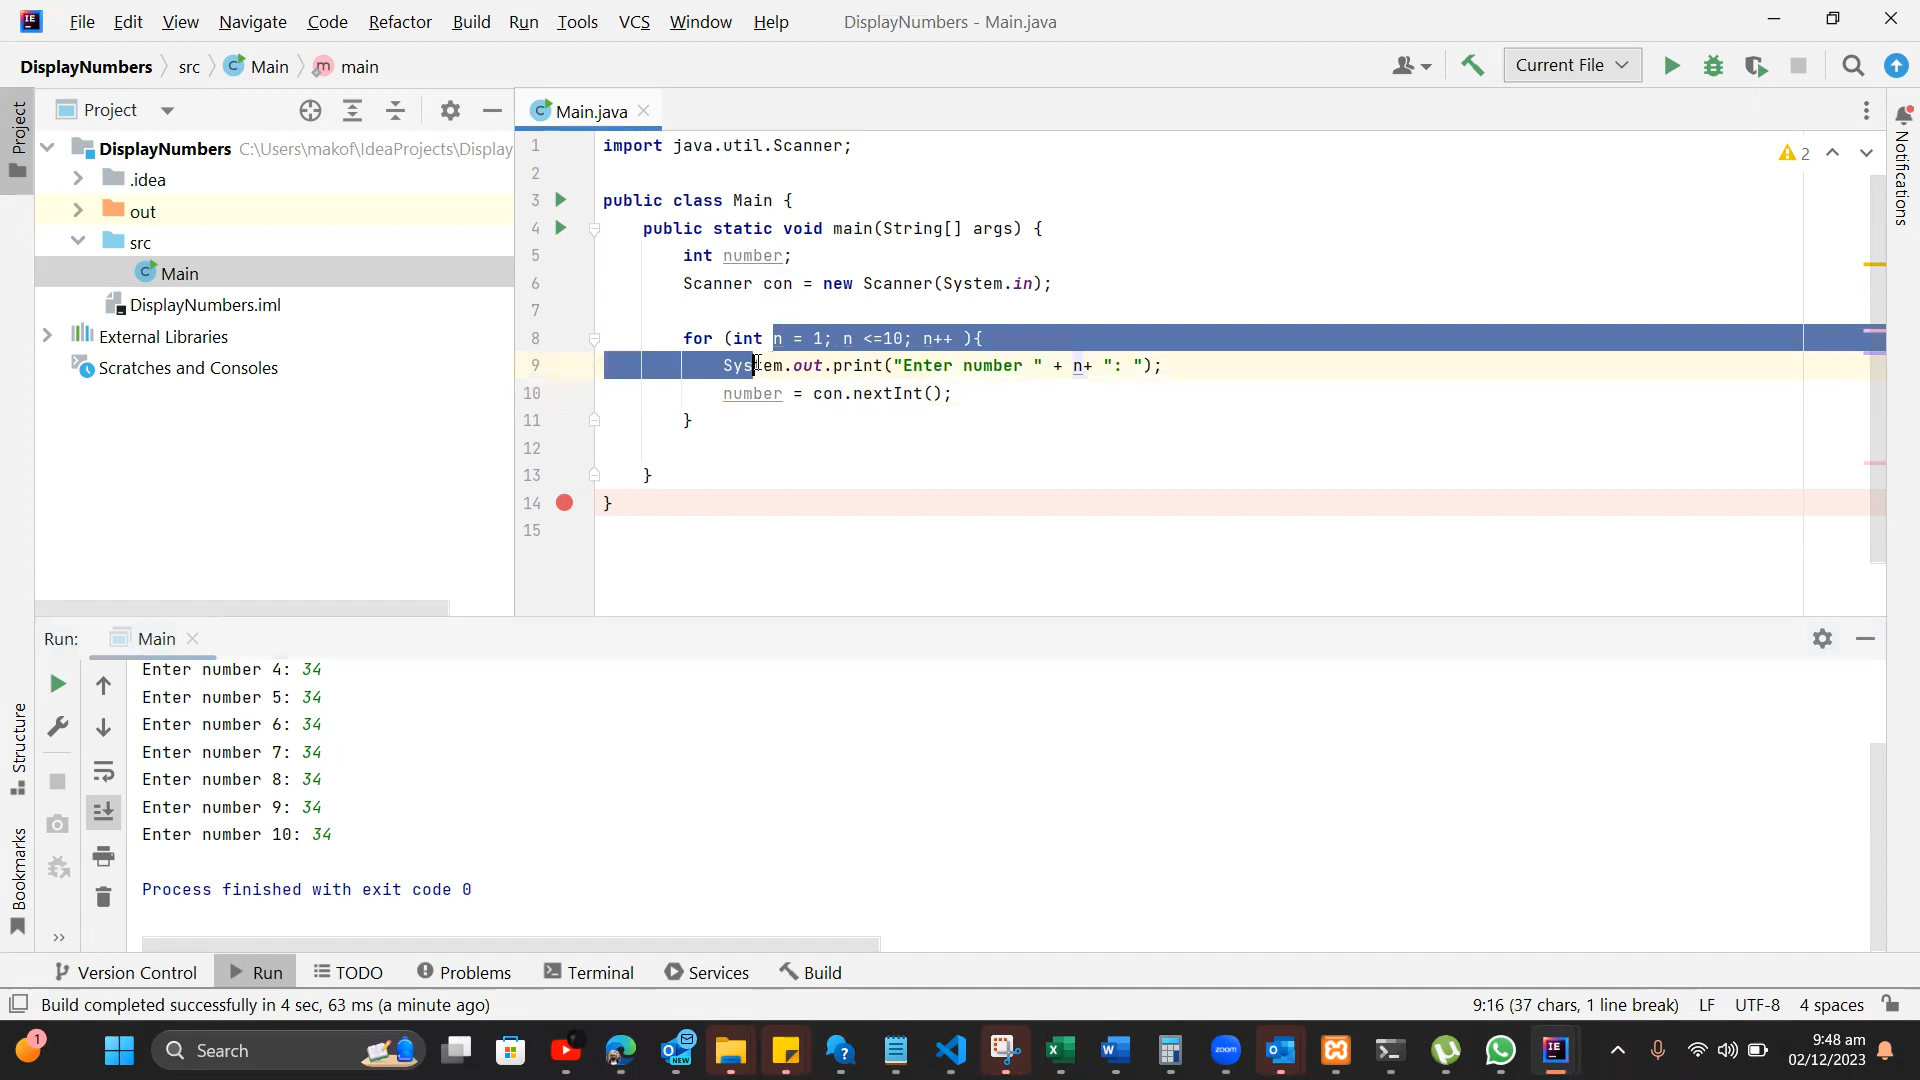 File Edit View Navigate Code Refactor Build Run Tools VCS Window Help DisplayNumbers - Main.java
DisplayNumbers src Main main Current File
Project Project Main.java Notifications
DisplayNumbers C:\Users\makof\IdeaProjects\Display
.idea
out
src
Main
DisplayNumbers.iml
External Libraries
Scratches and Consoles
2
1 import java.util.Scanner;
2
3 public class Main {
4 public static void main(String[] args) {
5 int number;
6 Scanner con = new Scanner(System.in);
7
8 for (int n = 1; n <=10; n++ ){
9 System.out.print("Enter number " + n+ ": ");
10 number = con.nextInt();
11 }
12
13 }
14 }
15
Run: Main
Structure
Bookmarks
Enter number 4: 34
Enter number 5: 34
Enter number 6: 34
Enter number 7: 34
Enter number 8: 34
Enter number 9: 34
Enter number 10: 34
Process finished with exit code 0
Version Control Run TODO Problems Terminal Services Build
Build completed successfully in 4 sec, 63 ms (a minute ago) 9:16 (37 chars, 1 line break) LF UTF-8 4 spaces
1 Search zoom 9:48 am
02/12/2023